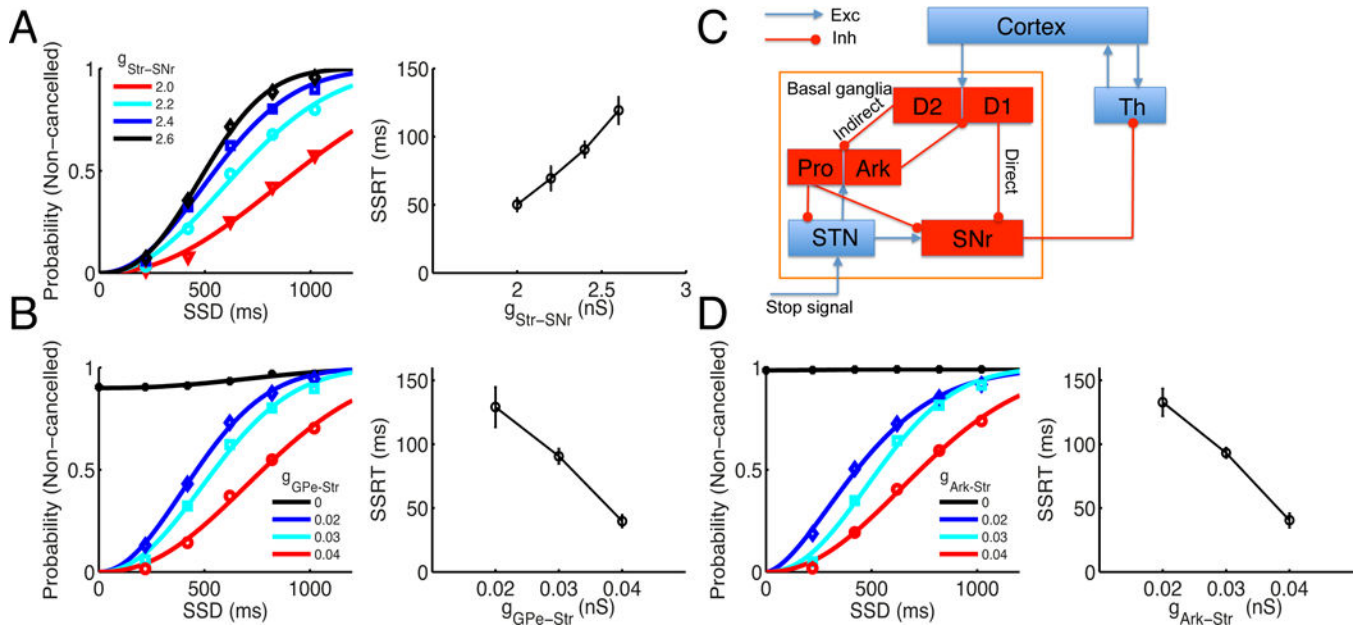 A
Probability (Non−cancelled)
1
0.5
0
0 500 1000
SSD (ms)
g Str−SNr
2.0
2.2
2.4
2.6
SSRT (ms)
150
100
50
0
2 2.5 3
g Str−SNr (nS)
C
Exc
Inh
Cortex
Basal ganglia
D2 D1
Th
Indirect
Direct
Pro Ark
STN SNr
Stop signal
B
Probability (Non−cancelled)
1
0.5
0
0 500 1000
SSD (ms)
g GPe-Str
0
0.02
0.03
0.04
SSRT (ms)
150
100
50
0
0.02 0.03 0.04
g GPe-Str (nS)
D
Probability (Non−cancelled)
1
0.5
0
0 500 1000
SSD (ms)
g Ark-Str
0
0.02
0.03
0.04
SSRT (ms)
150
100
50
0
0.02 0.03 0.04
g Ark−Str (nS)